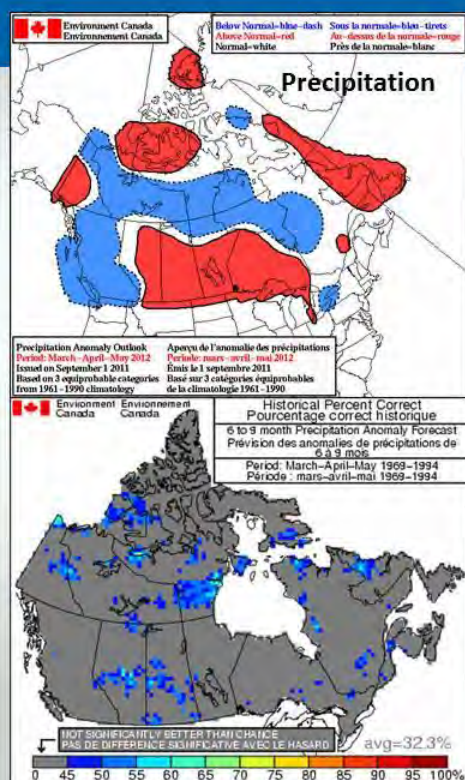 Environment Canada
Environnement Canada
Below Normal=blue-dash
Above Normal=red
Normal=white
Sous la normale=bleu-tirets
Au-dessus de la normale=rouge
Près de la normale=blanc
Precipitation
Precipitation Anomaly Outlook
Period: March-April-May 2012
Issued on September 1 2011
Based on 3 equiprobable categories
from 1961-1990 climatology
Aperçu de l'anomalie des précipitations
Période: mars-avril-mai 2012
Émis le 1 septembre 2011
Basé sur 3 catégories équiprobables
de la climatologie 1961-1990
Environment Environnement
Canada Canada
Historical Percent Correct
Pourcentage correct historique
6 to 9 month Precipitation Anomaly Forecast
Prévision des anomalies de précipitations de
6 à 9 mois
Period: March-April-May 1969-1994
Période : mars-avril-mai 1969-1994
NOT SIGNIFICANTLY BETTER THAN CHANCE
PAS DE DIFFÉRENCE SIGNIFICATIVE AVEC LE HASARD
avg=32.3%
0 45 50 55 60 65 70 75 80 85 90 95 100%